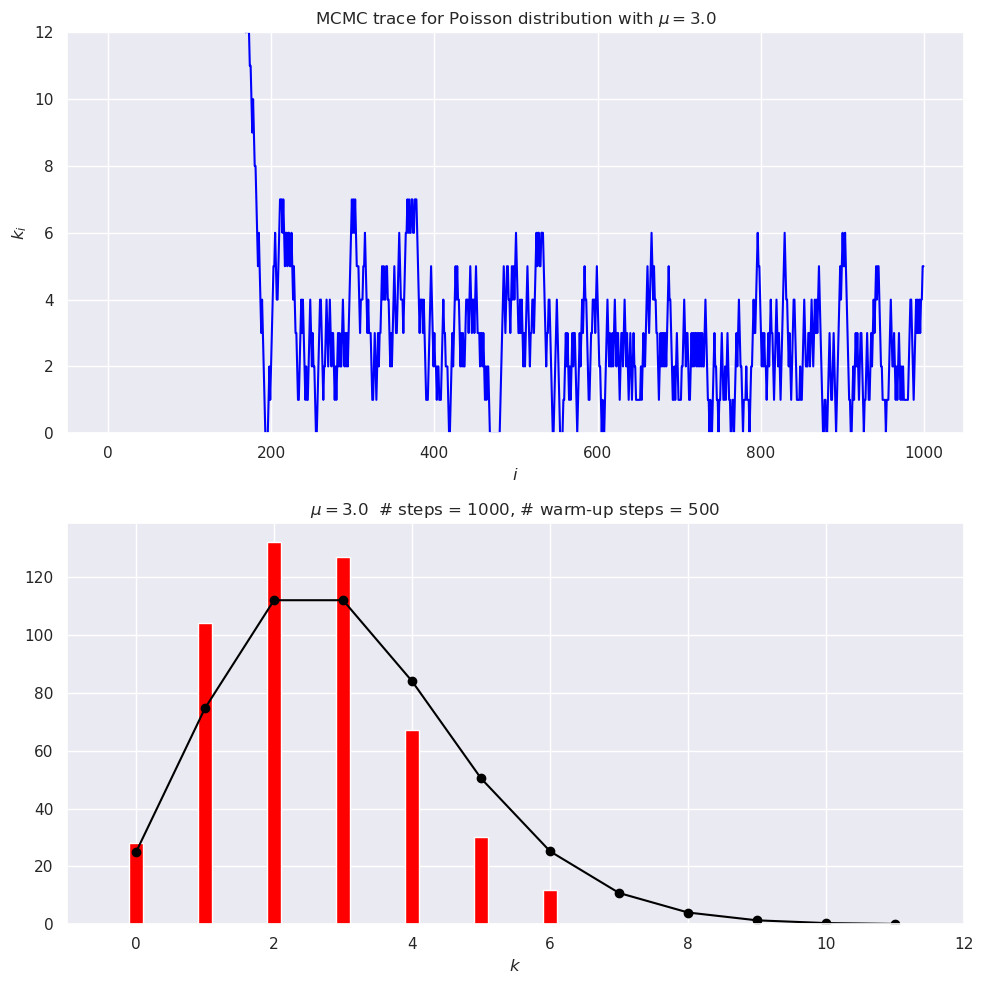 MCMC trace for Poisson distribution with μ = 3.0
12
10
8
6
4
2
0
k_i
0 200 400 600 800 1000
i
μ = 3.0 # steps = 1000, # warm-up steps = 500
120
100
80
60
40
20
0
0 2 4 6 8 10 12
k